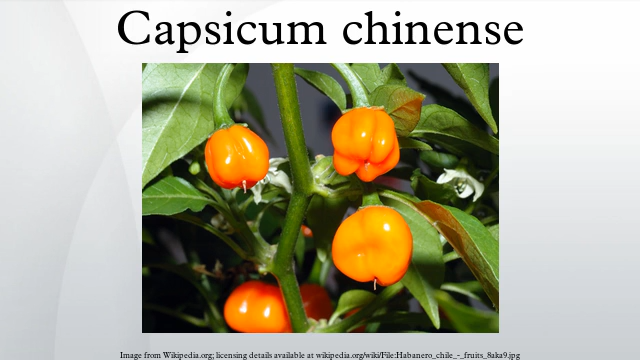 Capsicum chinense
Image from Wikipedia.org; licensing details available at wikipedia.org/wiki/File:Habanero_chile_-_fruits_8aka9.jpg